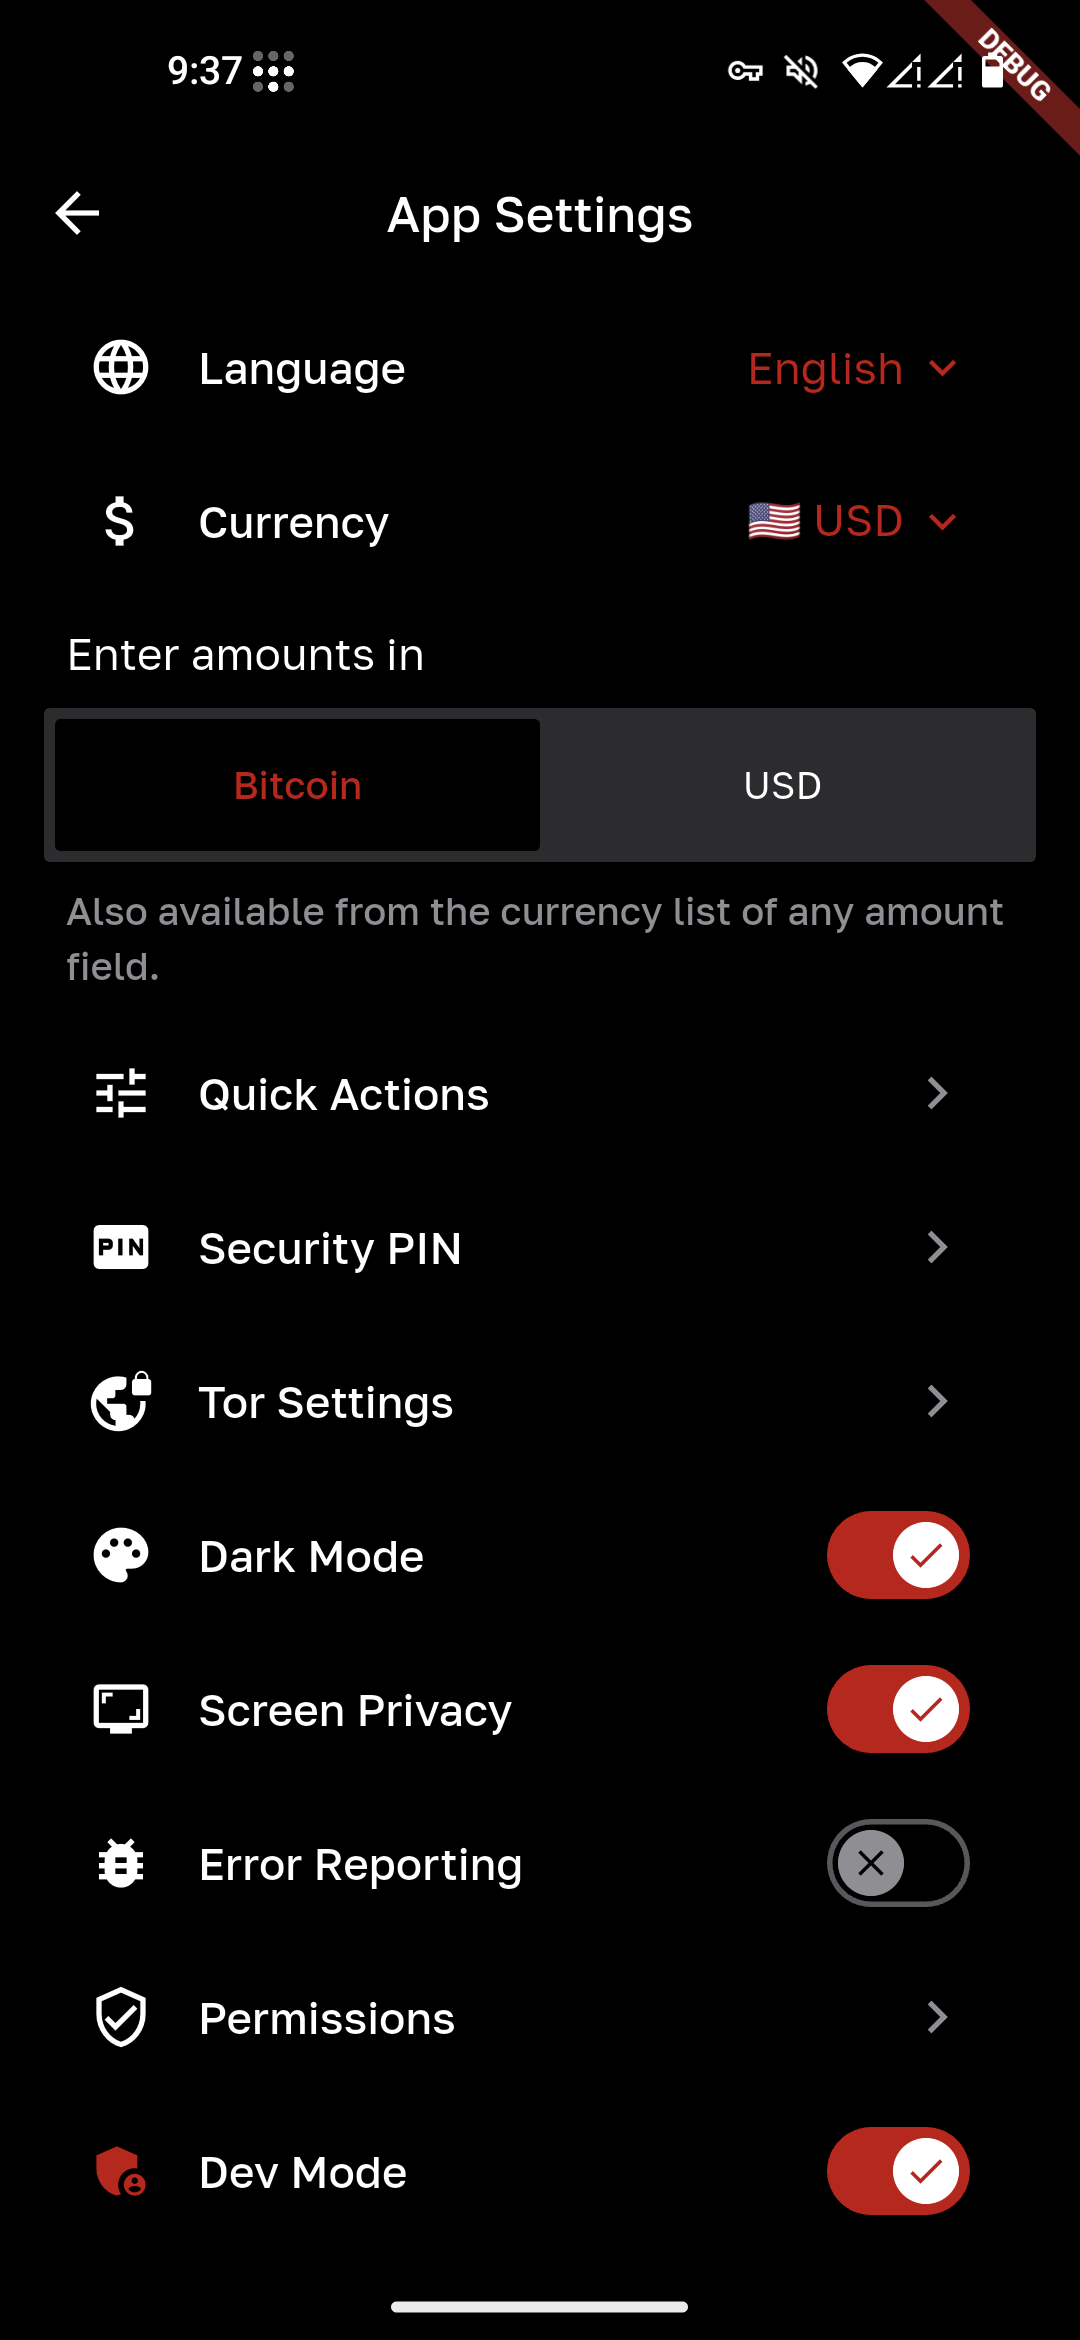 9:37
DEBUG
App Settings
Language
English
Currency
USD
Enter amounts in
Bitcoin
USD
Also available from the currency list of any amount
field.
Quick Actions
PIN
Security PIN
Tor Settings
Dark Mode
Screen Privacy
Error Reporting
Permissions
Dev Mode